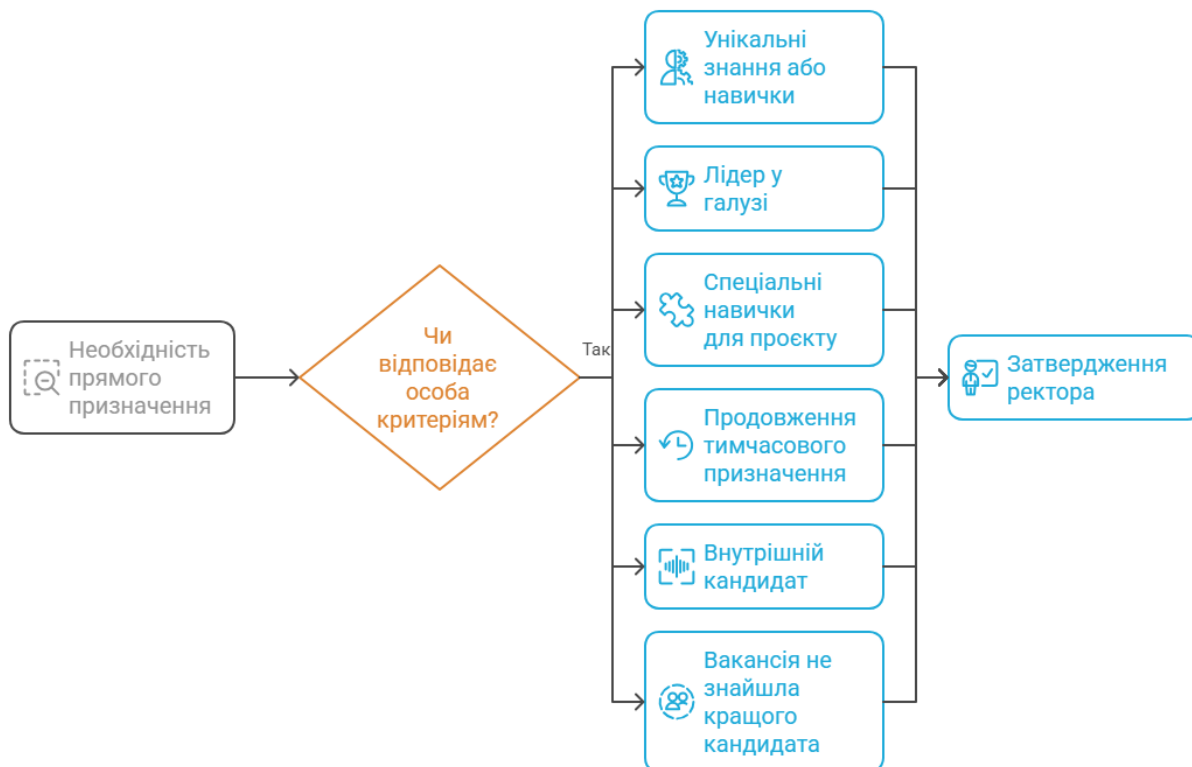 Необхідність
прямого
призначення
Чи
відповідає
особа
критеріям?
Так
Унікальні
знання або
навички
Лідер у
галузі
Спеціальні
навички
для проєкту
Продовження
тимчасового
призначення
Внутрішній
кандидат
Вакансія не
знайшла
кращого
кандидата
Затвердження
ректора